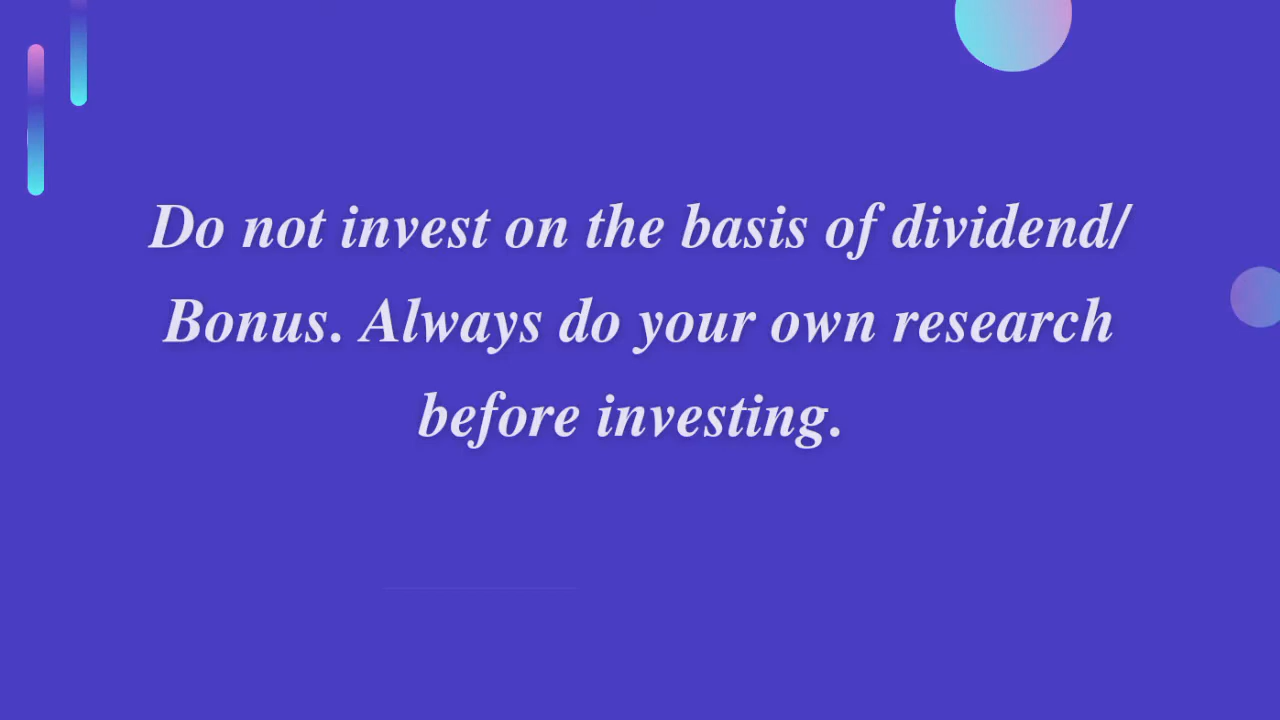 Do not invest on the basis of dividend/
Bonus. Always do your own research
before investing.